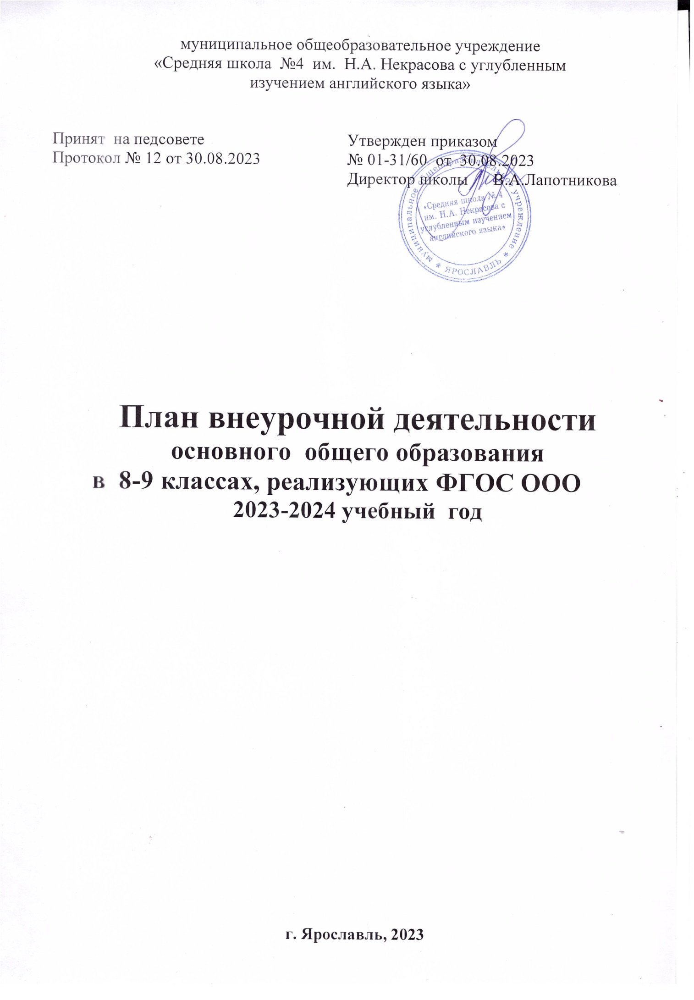 муниципальное общеобразовательное учреждение
«Средняя школа №4 им. Н.А. Некрасова с углубленным
изучением английского языка»
Принят на педсовете
Протокол № 12 от 30.08.2023
Утвержден приказом
№ 01-31/60 от 30.08.2023
Директор школы В.А.Лапотникова
муниципальное общеобразовательное учреждение
«Средняя школа № 4
им. Н.А. Некрасова с
углубленным изучением
английского языка»
* ЯРОСЛАВЛЬ *
План внеурочной деятельности
основного общего образования
в 8-9 классах, реализующих ФГОС ООО
2023-2024 учебный год
г. Ярославль, 2023